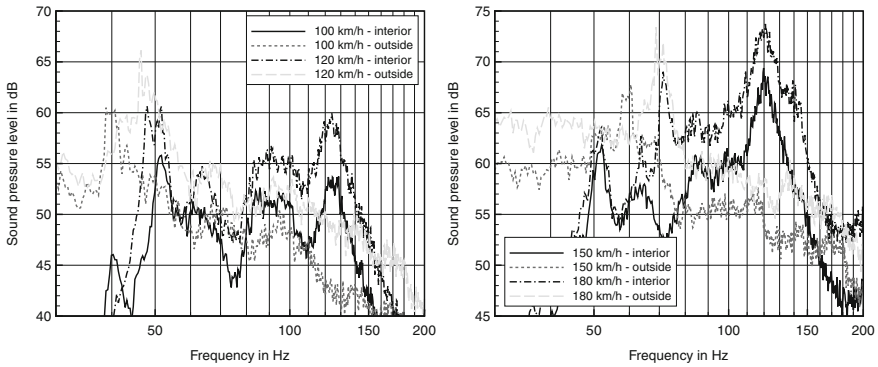 70
65
60
55
50
45
40
Sound pressure level in dB
50
100
150
200
Frequency in Hz
100 km/h - interior
100 km/h - outside
120 km/h - interior
120 km/h - outside
75
70
65
60
55
50
45
Sound pressure level in dB
50
100
150
200
Frequency in Hz
150 km/h - interior
150 km/h - outside
180 km/h - interior
180 km/h - outside